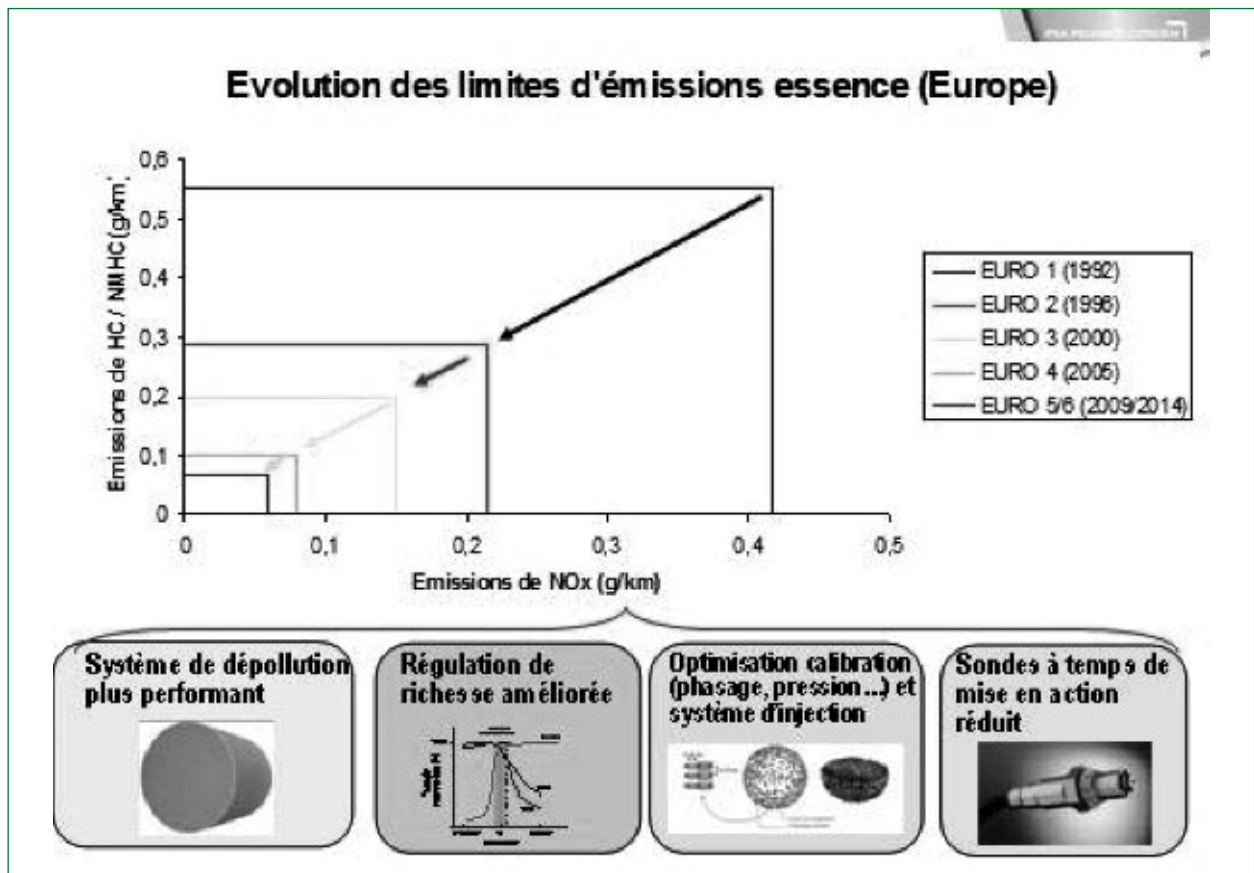 PSA PEUGEOT CITROËN
Evolution des limites d'émissions essence (Europe)
Emissions de HC / NMHC (g/km)
0,6
0,5
0,4
0,3
0,2
0,1
0
0
0,1
0,2
0,3
0,4
0,5
Emissions de NOx (g/km)
EURO 1 (1992)
EURO 2 (1996)
EURO 3 (2000)
EURO 4 (2005)
EURO 5/6 (2009/2014)
Système de dépollution
plus performant
Régulation de
richesse améliorée
Optimisation calibration
(phasage, pression ...) et
système d'injection
Sondes à temps de
mise en action
réduit